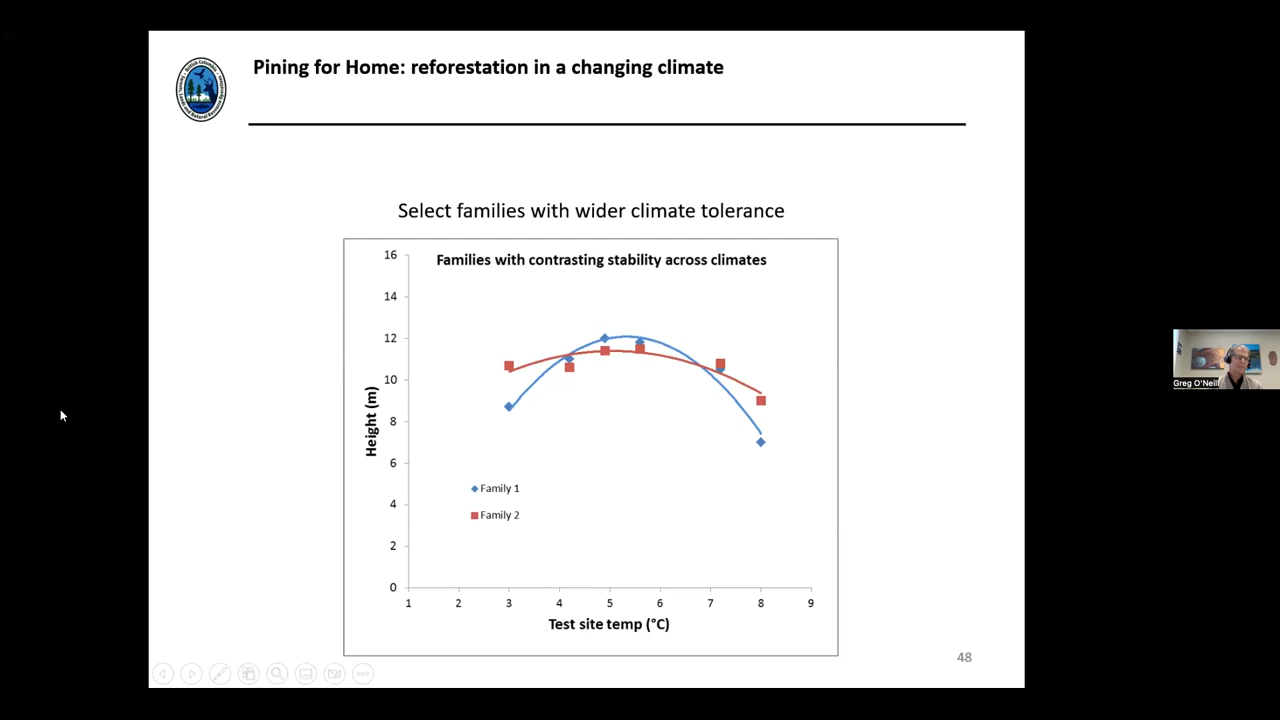 Pining for Home: reforestation in a changing climate
Select families with wider climate tolerance
Families with contrasting stability across climates
16
14
12
10
8
6
4
2
0
Height (m)
Family 1
Family 2
1 2 3 4 5 6 7 8 9
Test site temp (°C)
48
Greg O'Neill